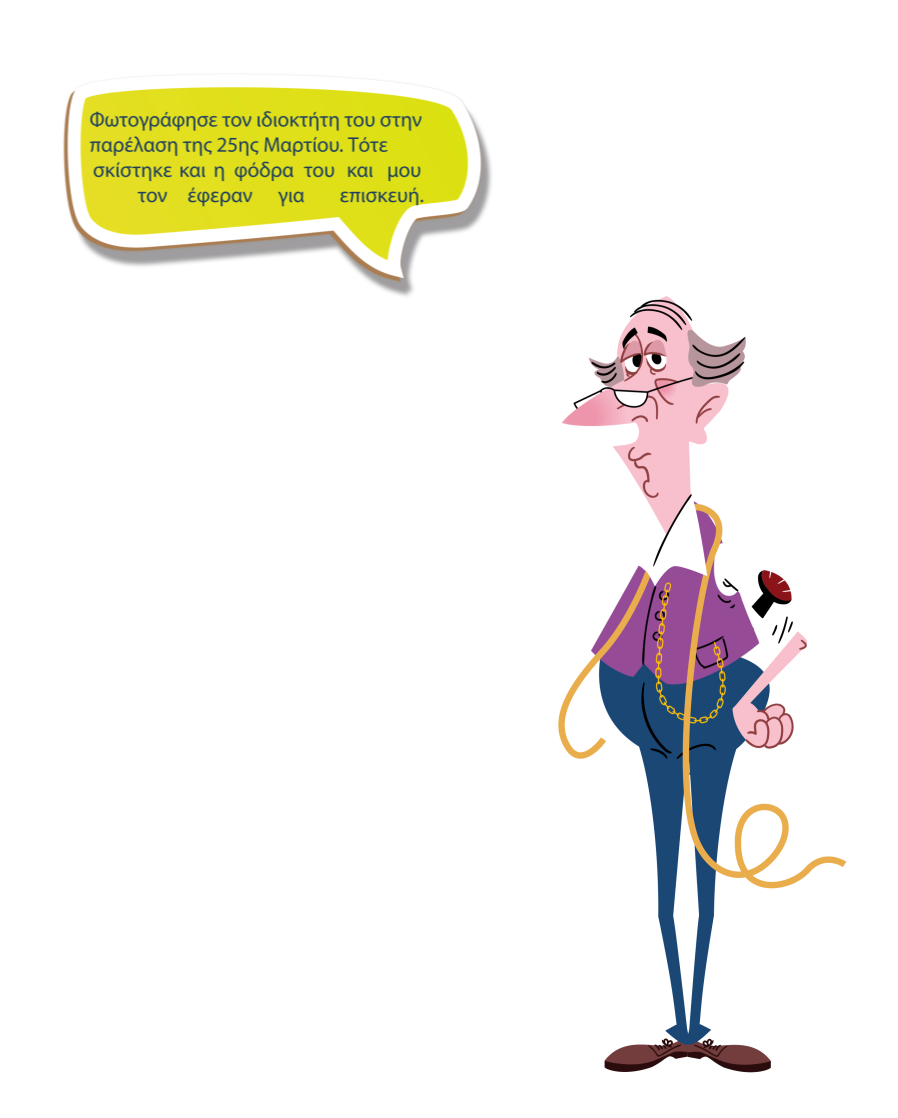 Φωτογράφησε τον ιδιοκτήτη του στην
παρέλαση της 25ης Μαρτίου. Τότε
σκίστηκε και η φόδρα του και μου
τον έφεραν για επισκευή.